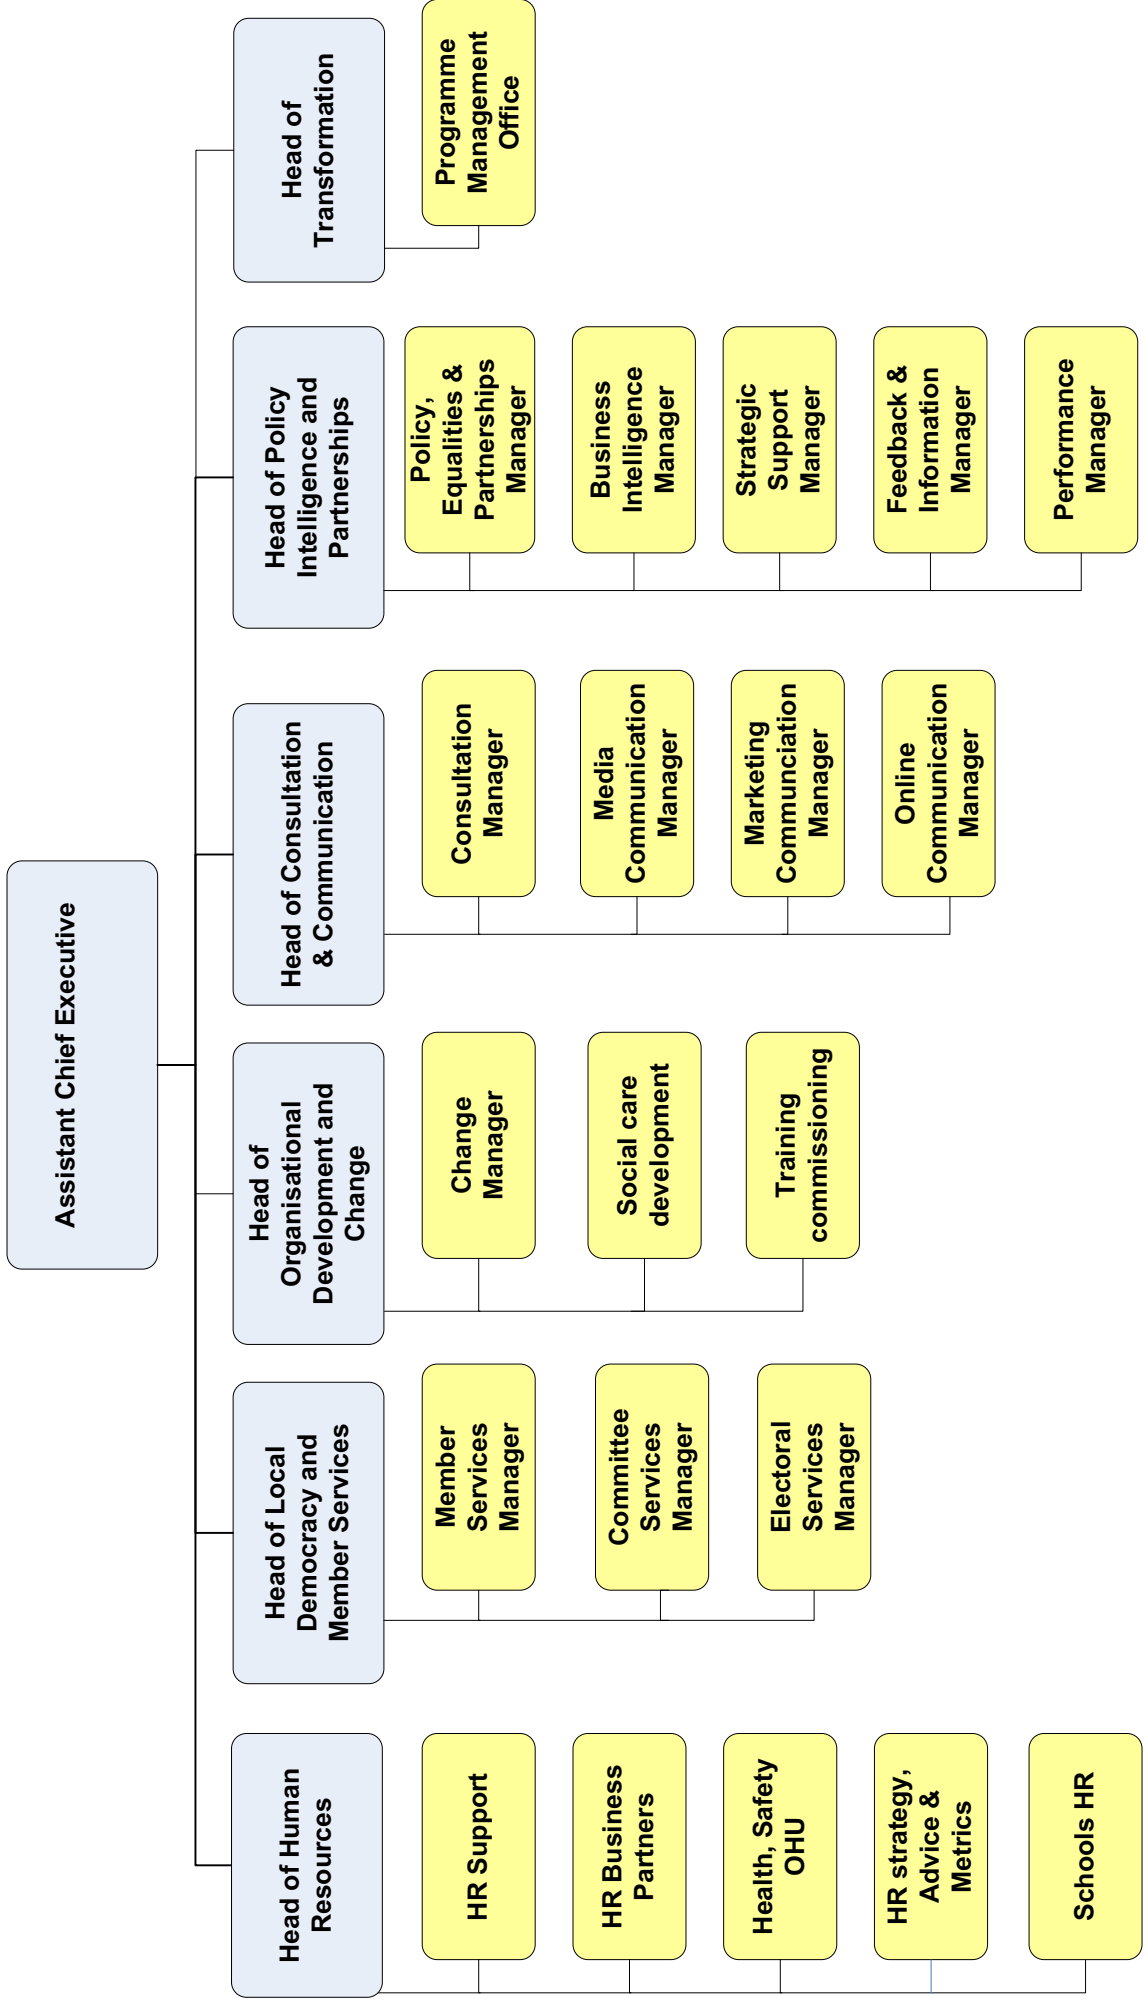 Assistant Chief Executive
Head of Human
Resources
HR Support
HR Business
Partners
Health, Safety
OHU
HR strategy,
Advice &
Metrics
Schools HR
Head of Local
Democracy and
Member Services
Member
Services
Manager
Committee
Services
Manager
Electoral
Services
Manager
Head of
Organisational
Development and
Change
Change
Manager
Social care
development
Training
commissioning
Head of Consultation
& Communication
Consultation
Manager
Media
Communication
Manager
Marketing
Communciation
Manager
Online
Communication
Manager
Head of Policy
Intelligence and
Partnerships
Policy,
Equalities &
Partnerships
Manager
Business
Intelligence
Manager
Strategic
Support
Manager
Feedback &
Information
Manager
Performance
Manager
Head of
Transformation
Programme
Management
Office